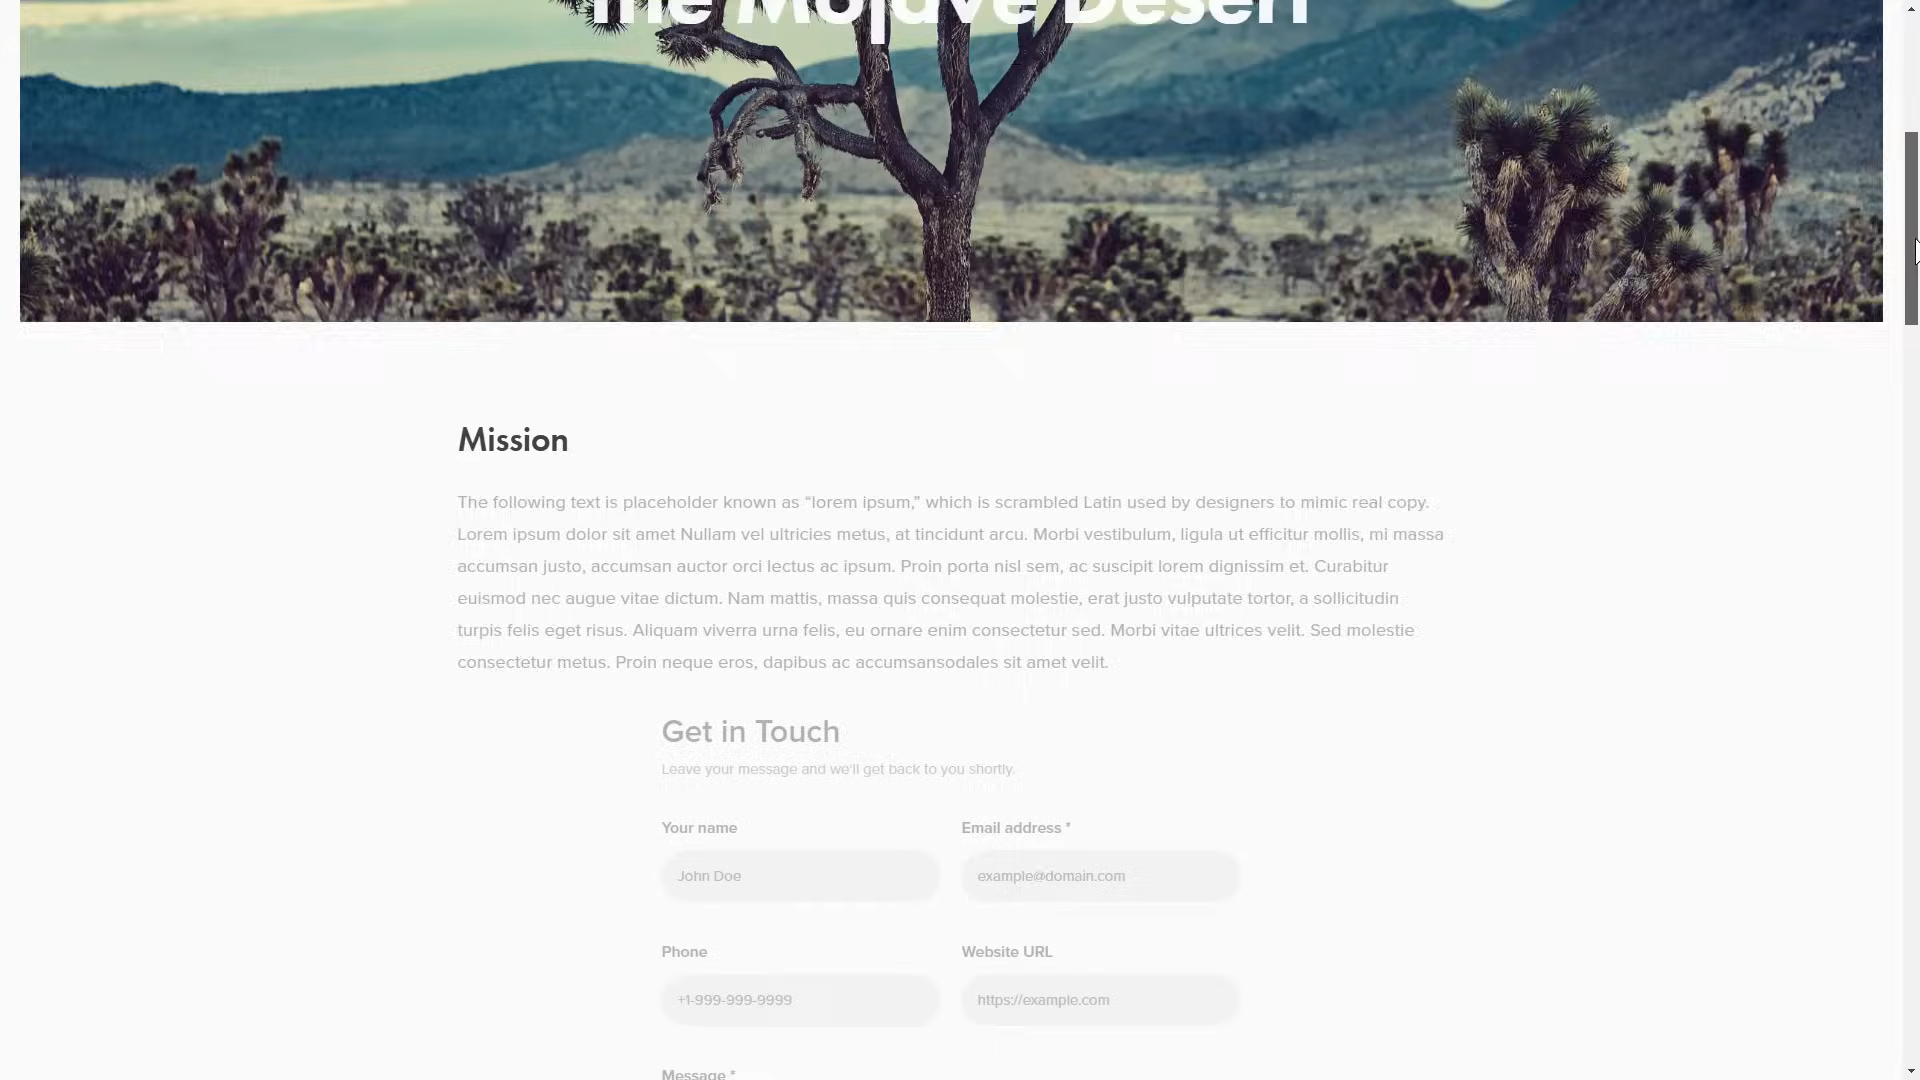 The Mojave Desert
Mission
The following text is placeholder known as “lorem ipsum,” which is scrambled Latin used by designers to mimic real copy.
Lorem ipsum dolor sit amet Nullam vel ultricies metus, at tincidunt arcu. Morbi vestibulum, ligula ut efficitur mollis, mi massa
accumsan justo, accumsan auctor orci lectus ac ipsum. Proin porta nisl sem, ac suscipit lorem dignissim et. Curabitur
euismod nec augue vitae dictum. Nam mattis, massa quis consequat molestie, erat justo vulputate tortor, a sollicitudin
turpis felis eget risus. Aliquam viverra urna felis, eu ornare enim consectetur sed. Morbi vitae ultrices velit. Sed molestie
consectetur metus. Proin neque eros, dapibus ac accumsansodales sit amet velit.
Get in Touch
Leave your message and we'll get back to you shortly.
Your name
Email address *
John Doe
example@domain.com
Phone
Website URL
+1-999-999-9999
https://example.com
Message *